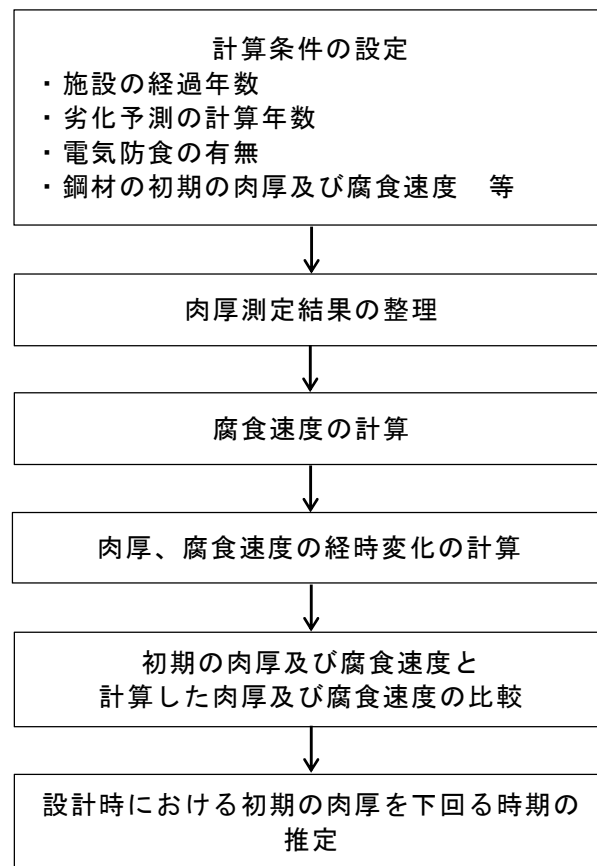 計算条件の設定
・施設の経過年数
・劣化予測の計算年数
・電気防食の有無
・鋼材の初期の肉厚及び腐食速度　等
肉厚測定結果の整理
腐食速度の計算
肉厚、腐食速度の経時変化の計算
初期の肉厚及び腐食速度と
計算した肉厚及び腐食速度の比較
設計時における初期の肉厚を下回る時期の
推定